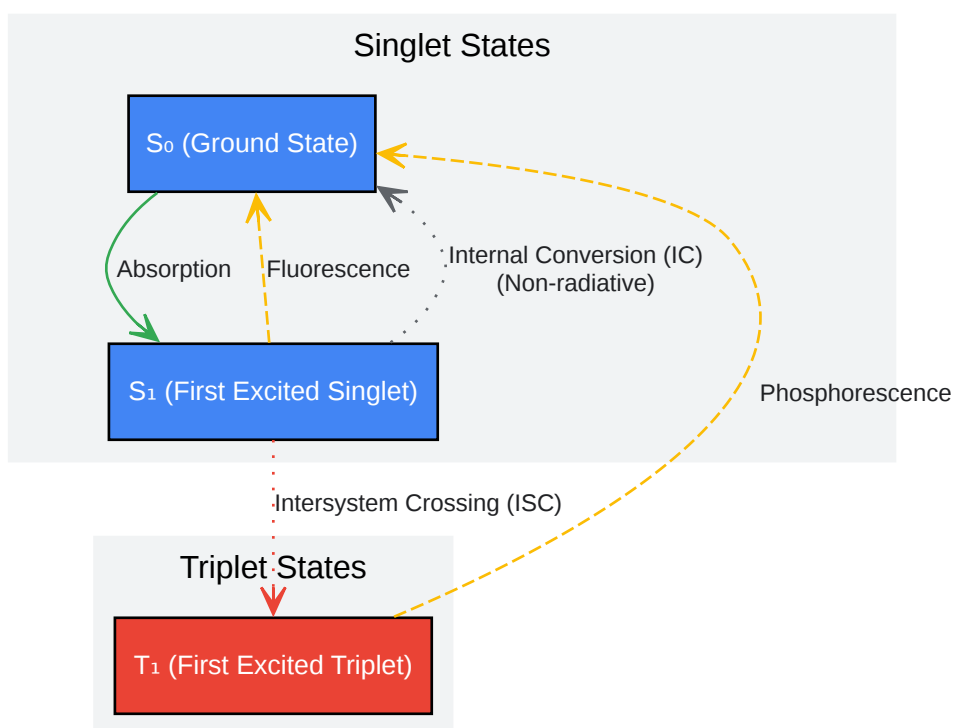 Singlet States
S₀ (Ground State)
Absorption
Fluorescence
Internal Conversion (IC)
(Non-radiative)
S₁ (First Excited Singlet)
Phosphorescence
Intersystem Crossing (ISC)
Triplet States
T₁ (First Excited Triplet)